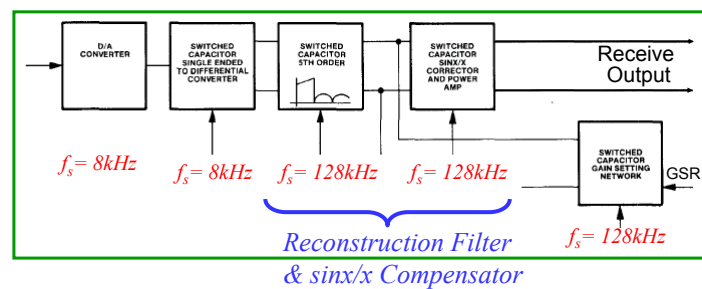 D/A
CONVERTER
SWITCHED
CAPACITOR
SINGLE ENDED
TO DIFFERENTIAL
CONVERTER
SWITCHED
CAPACITOR
5TH ORDER
SWITCHED
CAPACITOR
SINX/X
CORRECTOR
AND POWER
AMP
Receive
Output
SWITCHED
CAPACITOR
GAIN SETTING
NETWORK
GSR
fs= 8kHz
fs= 8kHz
fs= 128kHz
fs= 128kHz
fs= 128kHz
Reconstruction Filter
& sinx/x Compensator